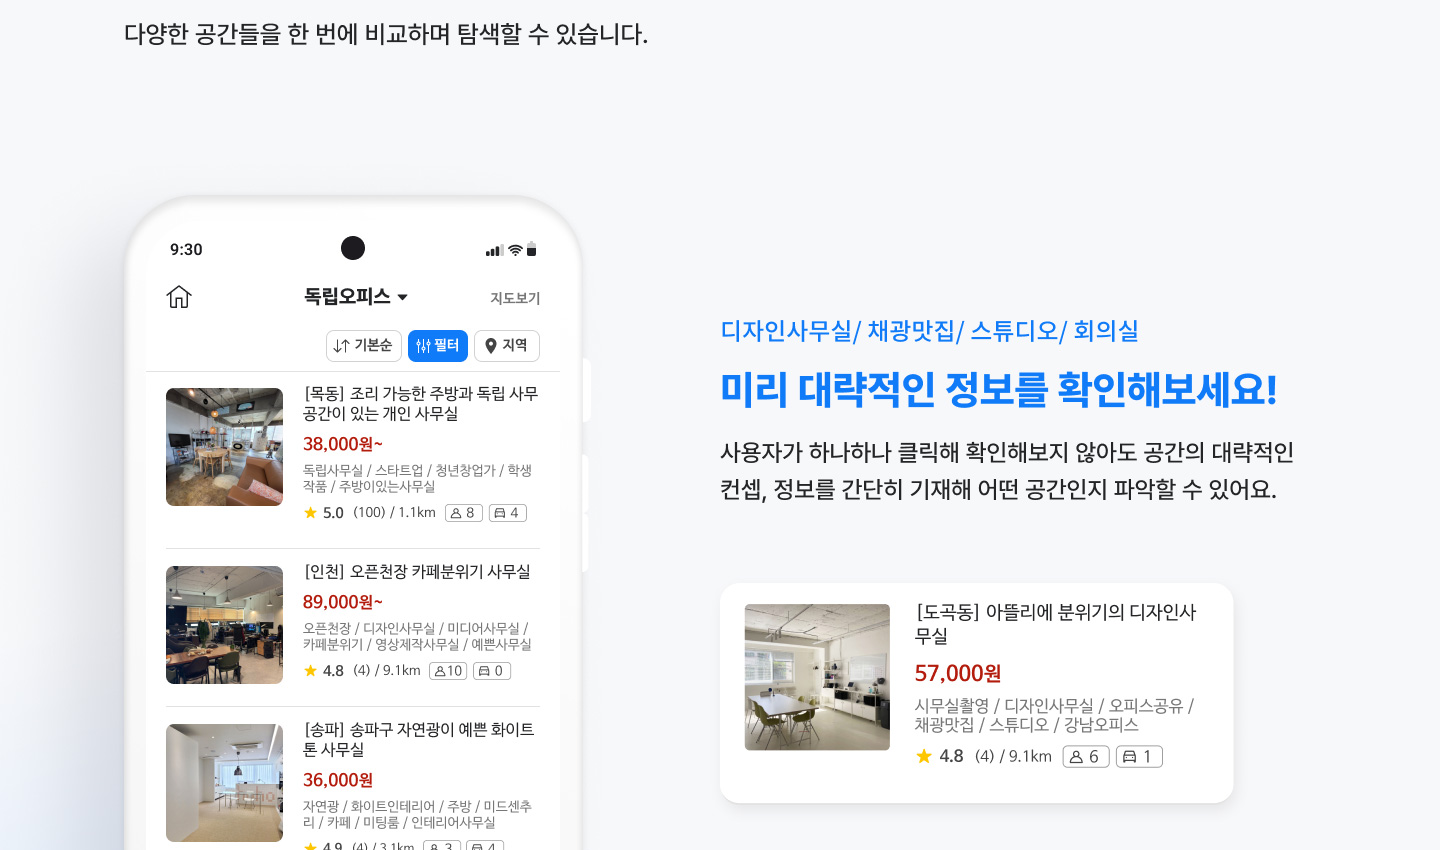 다양한 공간들을 한 번에 비교하며 탐색할 수 있습니다.
9:30
독립오피스
지도보기
기본순
필터
지역
[목동] 조리 가능한 주방과 독립 사무
공간이 있는 개인 사무실
38,000원~
독립사무실 / 스타트업 / 청년창업가 / 학생
작품 / 주방이있는사무실
5.0 (100) / 1.1km 8 4
[인천] 오픈천장 카페분위기 사무실
89,000원~
오픈천장 / 디자인사무실 / 미디어사무실 /
카페분위기 / 영상제작사무실 / 예쁜사무실
4.8 (4) / 9.1km 10 0
[송파] 송파구 자연광이 예쁜 화이트
톤 사무실
36,000원
자연광 / 화이트인테리어 / 주방 / 미드센추
리 / 카페 / 미팅룸 / 인테리어사무실
4.9 (4) / 3.1km 3 4
디자인사무실/ 채광맛집/ 스튜디오/ 회의실
미리 대략적인 정보를 확인해보세요!
사용자가 하나하나 클릭해 확인해보지 않아도 공간의 대략적인
컨셉, 정보를 간단히 기재해 어떤 공간인지 파악할 수 있어요.
[도곡동] 아뜰리에 분위기의 디자인사
무실
57,000원
시무실촬영 / 디자인사무실 / 오피스공유 /
채광맛집 / 스튜디오 / 강남오피스
4.8 (4) / 9.1km 6 1